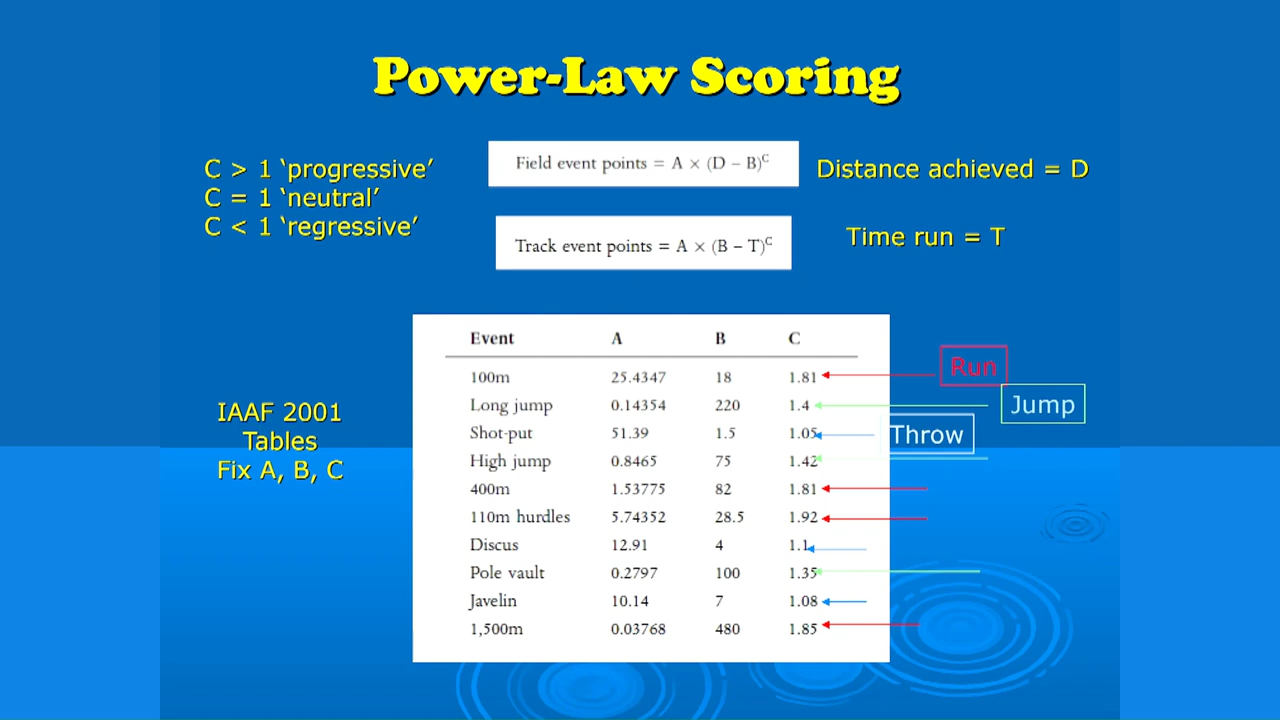 Power-Law Scoring
C > 1 ‘progressive’
C = 1 ‘neutral’
C < 1 ‘regressive’
Field event points = A × (D – B)^C
Distance achieved = D
Track event points = A × (B – T)^C
Time run = T
IAAF 2001
Tables
Fix A, B, C
Event A B C
100m 25.4347 18 1.81
Long jump 0.14354 220 1.4
Shot-put 51.39 1.5 1.05
High jump 0.8465 75 1.42
400m 1.53775 82 1.81
110m hurdles 5.74352 28.5 1.92
Discus 12.91 4 1.1
Pole vault 0.2797 100 1.35
Javelin 10.14 7 1.08
1,500m 0.03768 480 1.85
Run
Jump
Throw